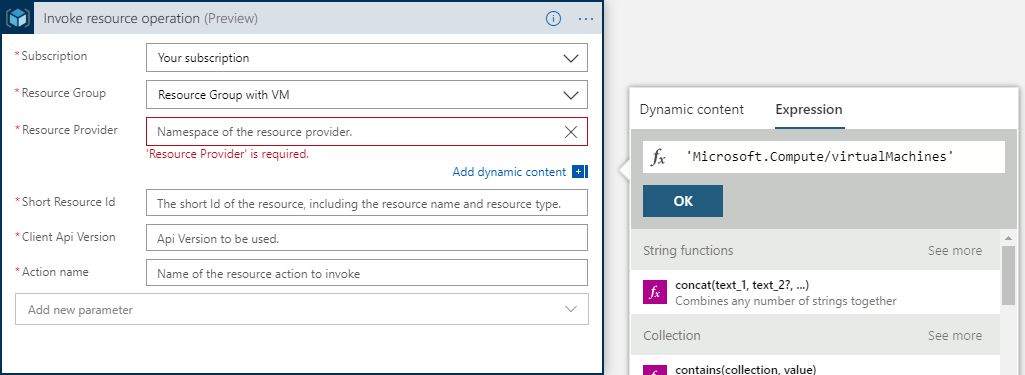 Invoke resource operation (Preview)
* Subscription
Your subscription
* Resource Group
Resource Group with VM
* Resource Provider
Namespace of the resource provider.
'Resource Provider' is required.
Add dynamic content
* Short Resource Id
The short Id of the resource, including the resource name and resource type.
* Client Api Version
Api Version to be used.
* Action name
Name of the resource action to invoke
Add new parameter
Dynamic content Expression
fx 'Microsoft.Compute/virtualMachines'
OK
String functions See more
fx concat(text_1, text_2?, ...)
Combines any number of strings together
Collection See more
contains(collection, value)